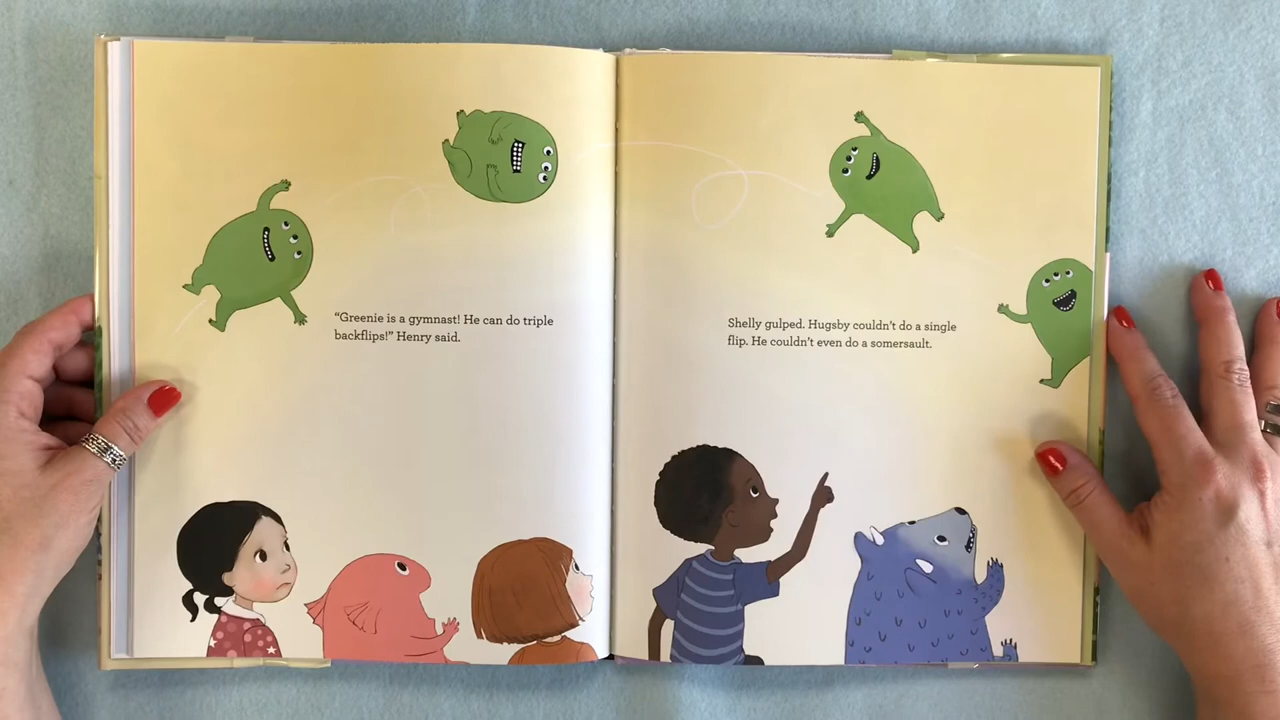 “Greenie is a gymnast! He can do triple
backflips!” Henry said.
Shelly gulped. Hugsby couldn’t do a single
flip. He couldn’t even do a somersault.